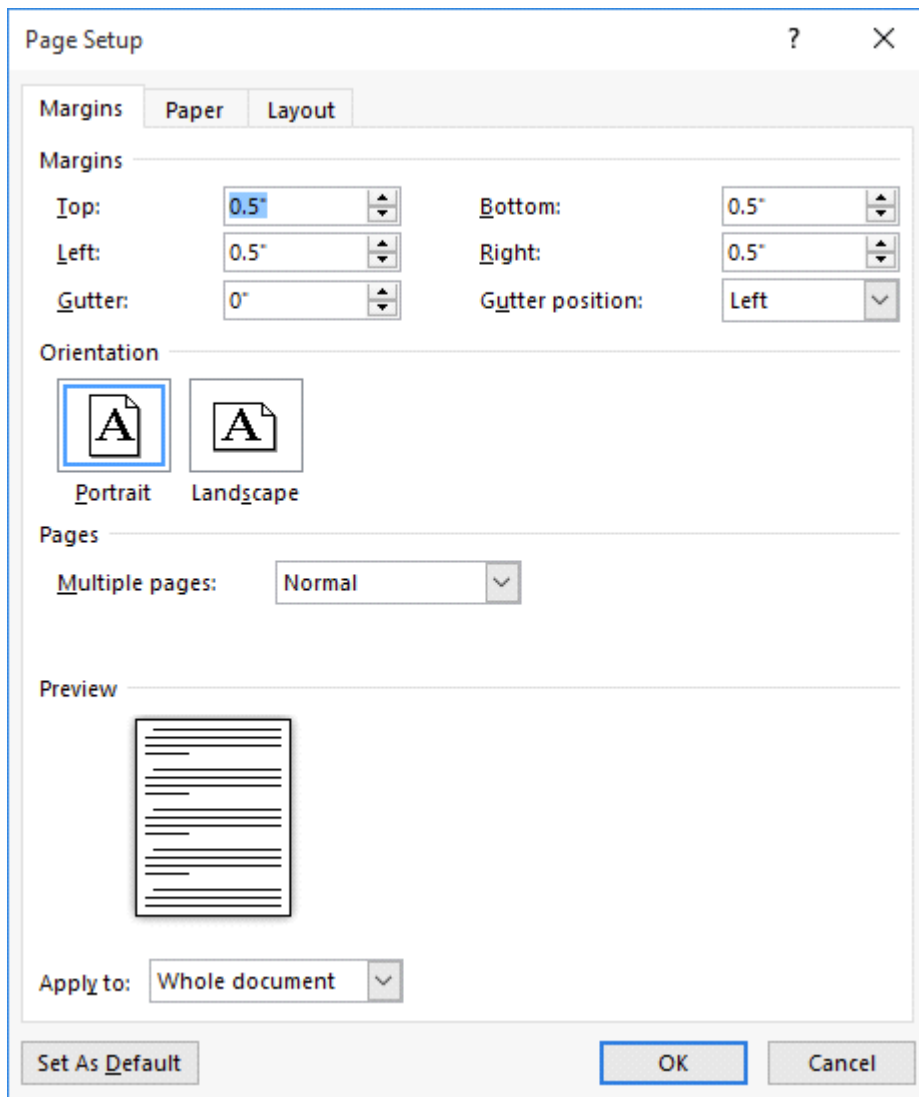 Page Setup ?
Margins Paper Layout
Margins
Top: 0.5" Bottom: 0.5"
Left: 0.5" Right: 0.5"
Gutter: 0" Gutter position: Left
Orientation
A A
Portrait Landscape
Pages
Multiple pages: Normal
Preview
Apply to: Whole document
Set As Default OK Cancel